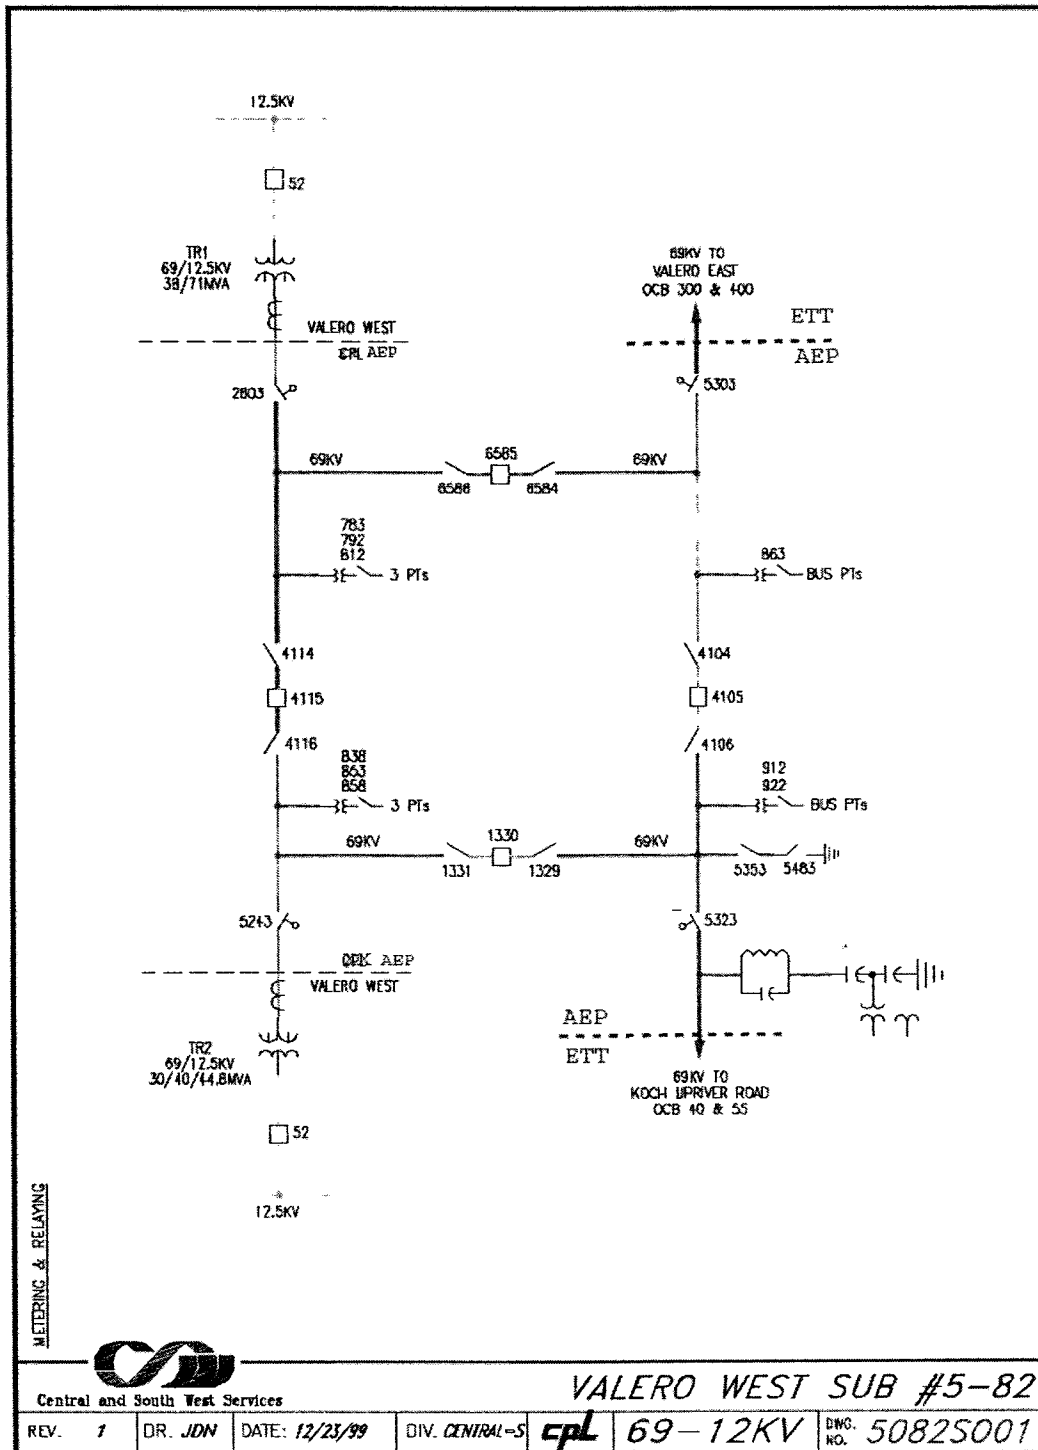 12.5KV
52
TR1
69/12.5KV
38/71MVA
VALERO WEST
AEP
2803
69KV TO
VALERO EAST
OCB 300 & 400
ETT
AEP
5303
69KV
6586
6585
6584
69KV
783
792
812
3 PTs
863
BUS PTs
4114
4115
4116
4104
4105
4106
838
853
858
3 PTs
912
922
BUS PTs
69KV
1331
1330
1329
69KV
5353
5483
5243
5323
AEP
VALERO WEST
TR2
69/12.5KV
30/40/44.8MVA
AEP
ETT
69KV TO
KOCH UPRIVER ROAD
OCB 40 & 55
52
12.5KV
METERING & RELAYING
Central and South West Services
VALERO WEST SUB #5-82
REV. 1
DR. JDN
DATE: 12/23/99
DIV. CENTRAL-S
cpL
69-12KV
DWG. NO. 5082S001